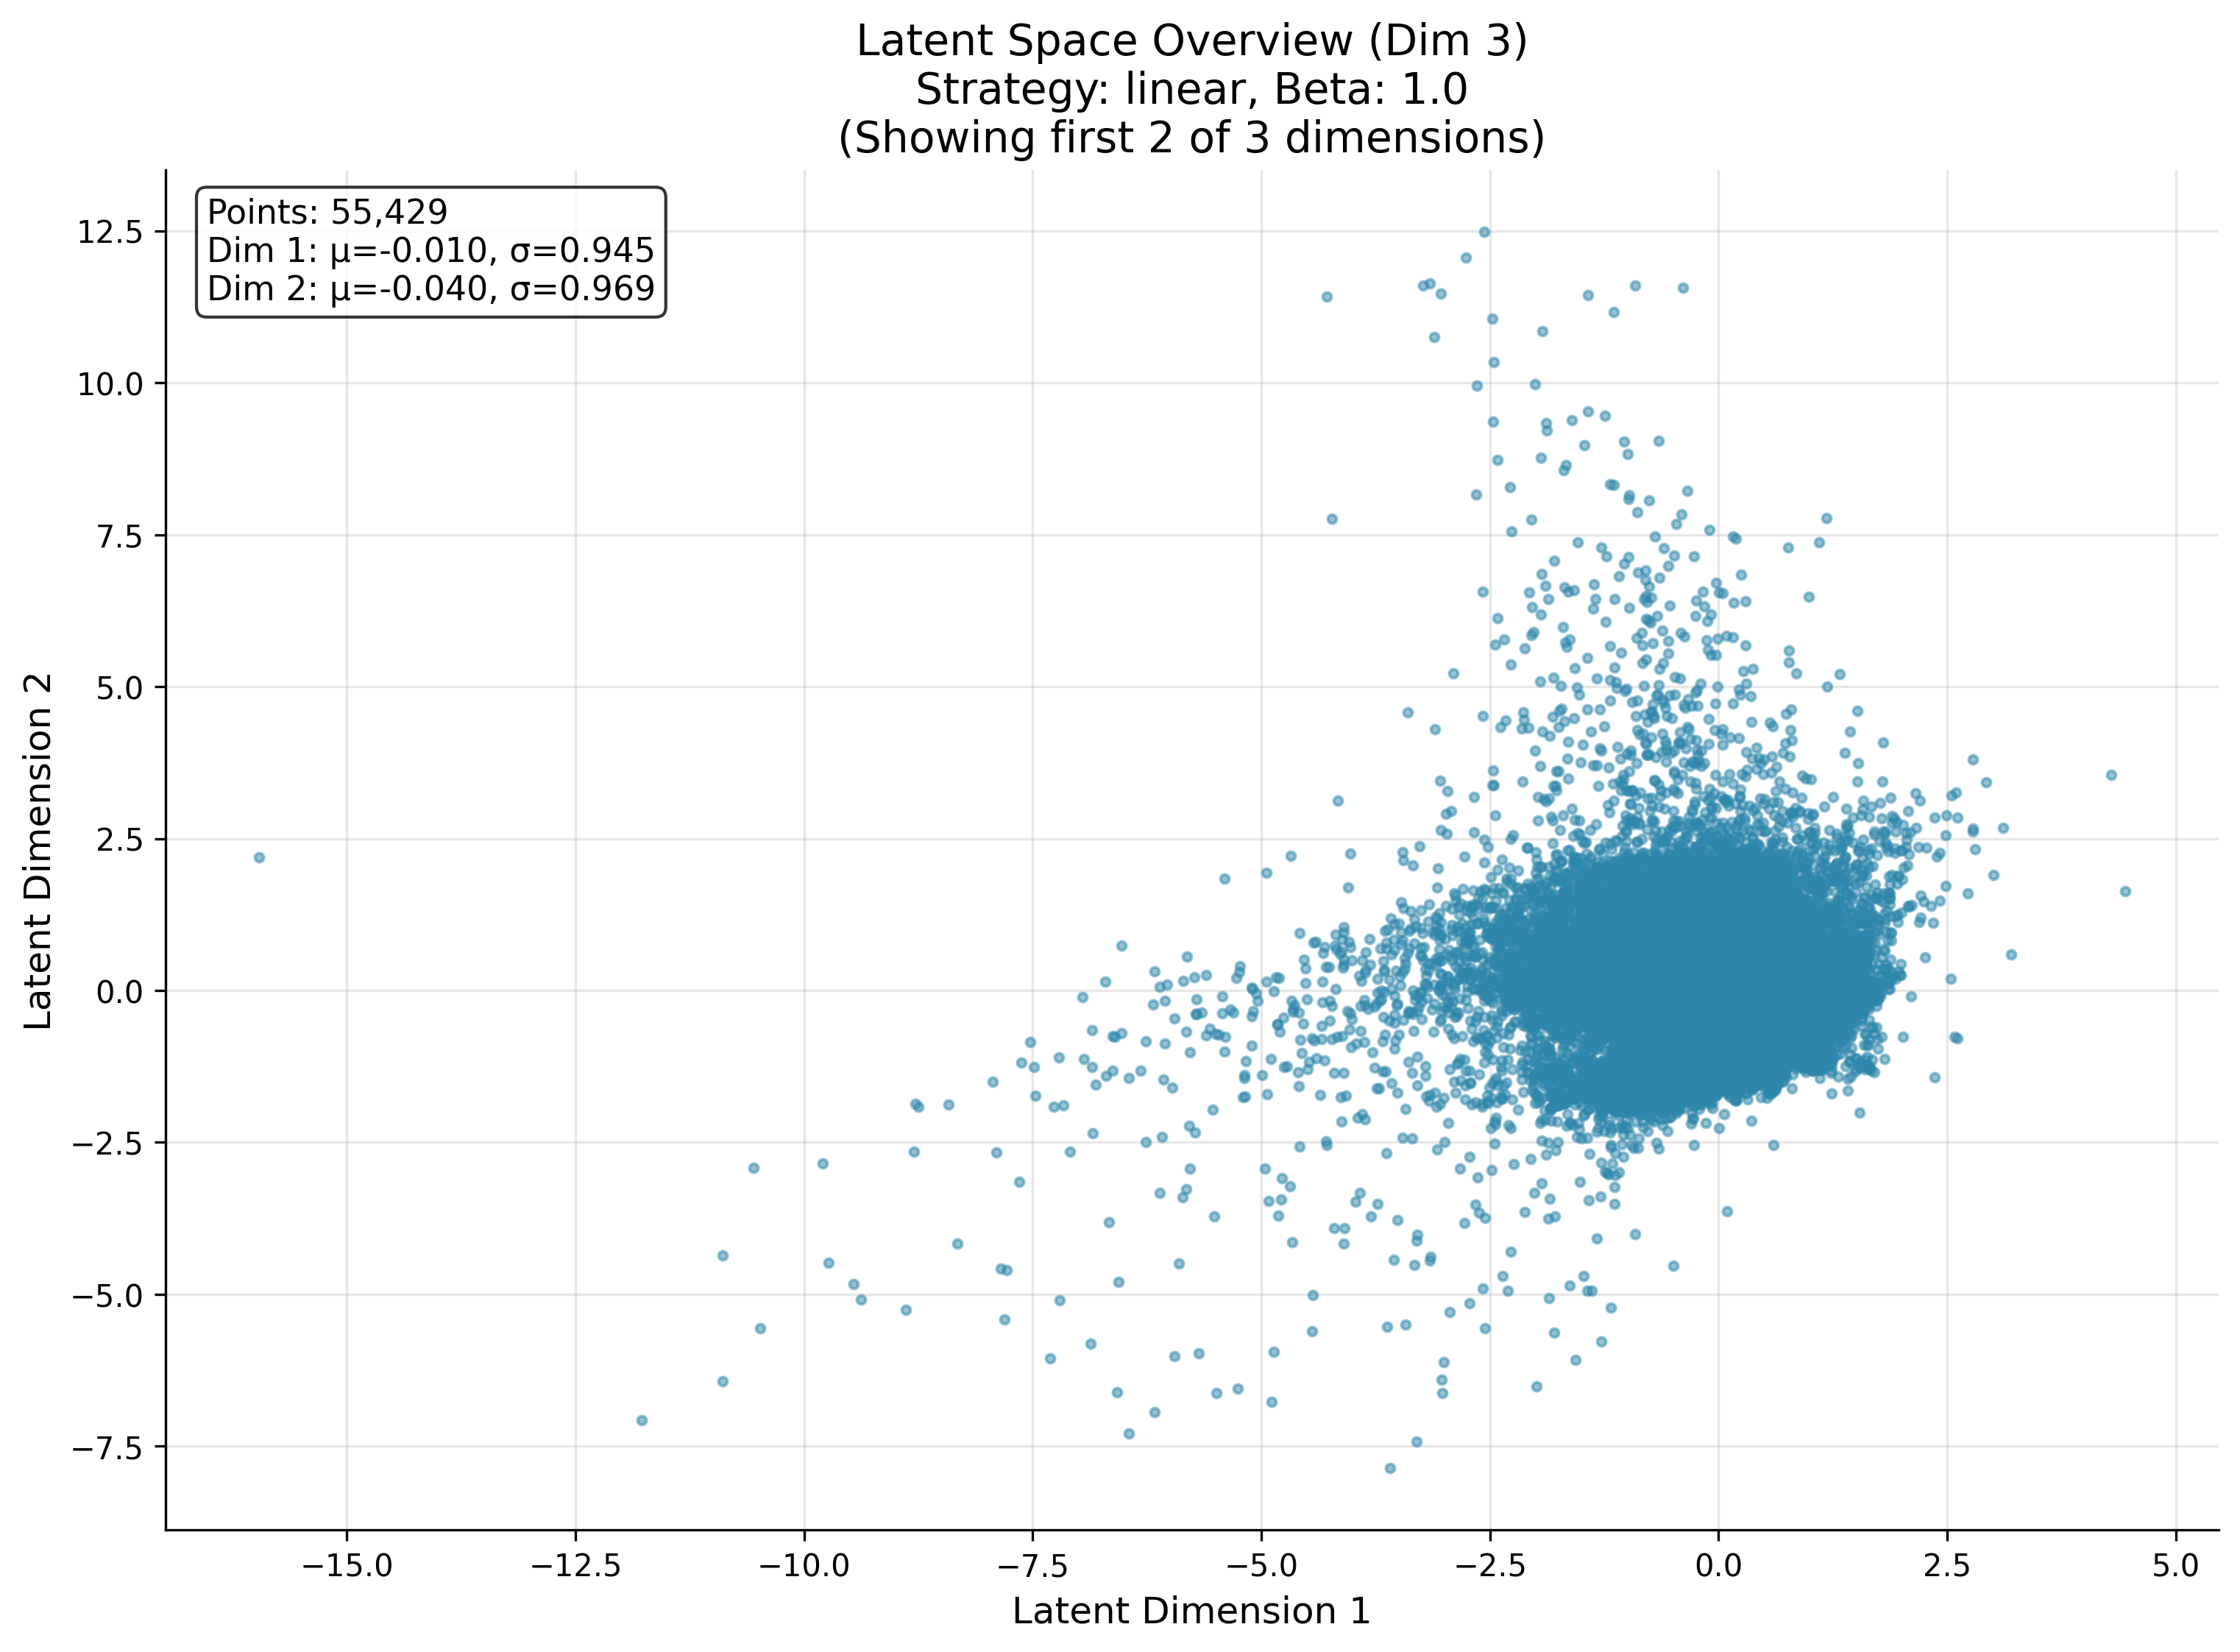 Latent Space Overview (Dim 3)
Strategy: linear, Beta: 1.0
(Showing first 2 of 3 dimensions)
Points: 55,429
Dim 1: μ=-0.010, σ=0.945
Dim 2: μ=-0.040, σ=0.969
12.5
10.0
7.5
5.0
2.5
0.0
−2.5
−5.0
−7.5
Latent Dimension 2
−15.0
−12.5
−10.0
−7.5
−5.0
−2.5
0.0
2.5
5.0
Latent Dimension 1